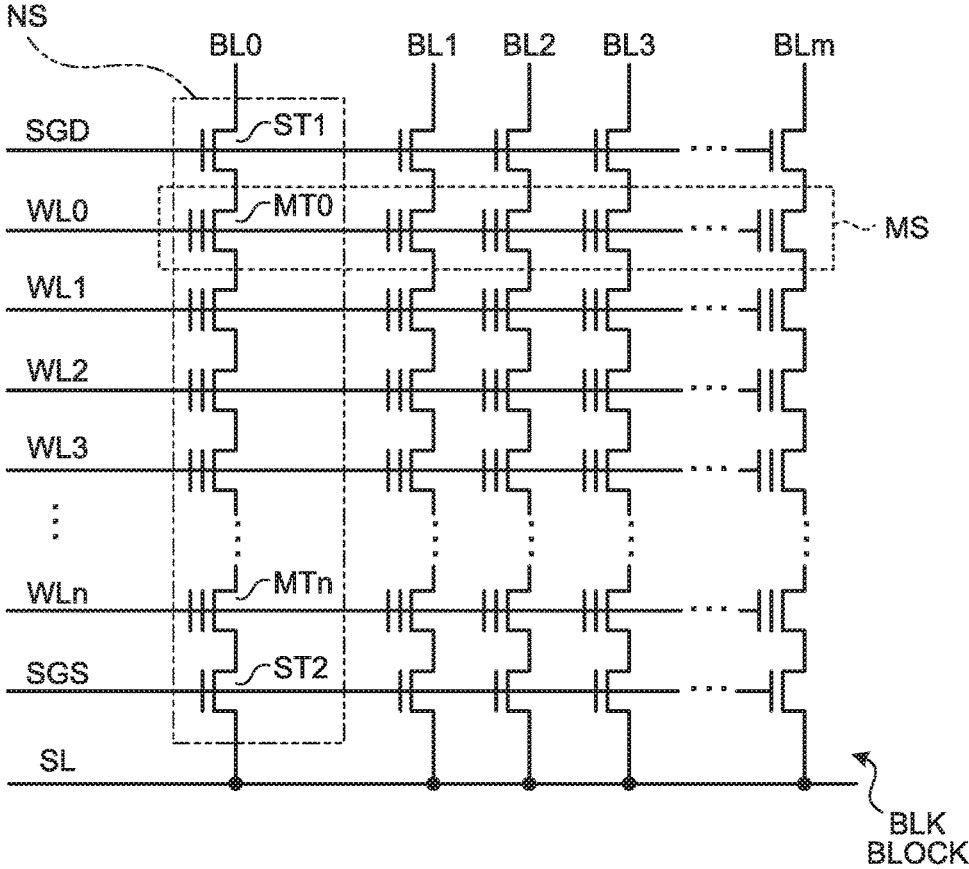 NS
BL0 BL1 BL2 BL3 BLm
SGD ST1
WL0 MT0 MS
WL1
WL2
WL3
WLn MTn
SGS ST2
SL
BLK
BLOCK